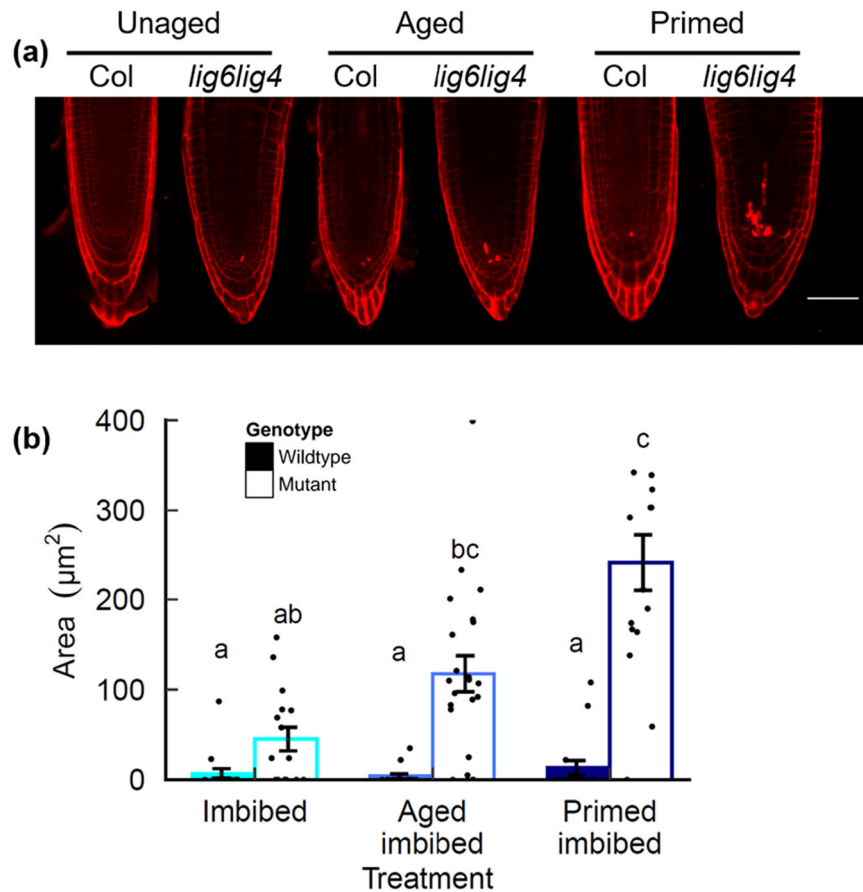 Unaged Aged Primed
(a)
Col lig6lig4 Col lig6lig4 Col lig6lig4
(b)
400
300
200
100
0
Area (µm²)
Genotype
Wildtype
Mutant
a ab a bc a c
Imbibed Aged imbibed Primed imbibed
Treatment